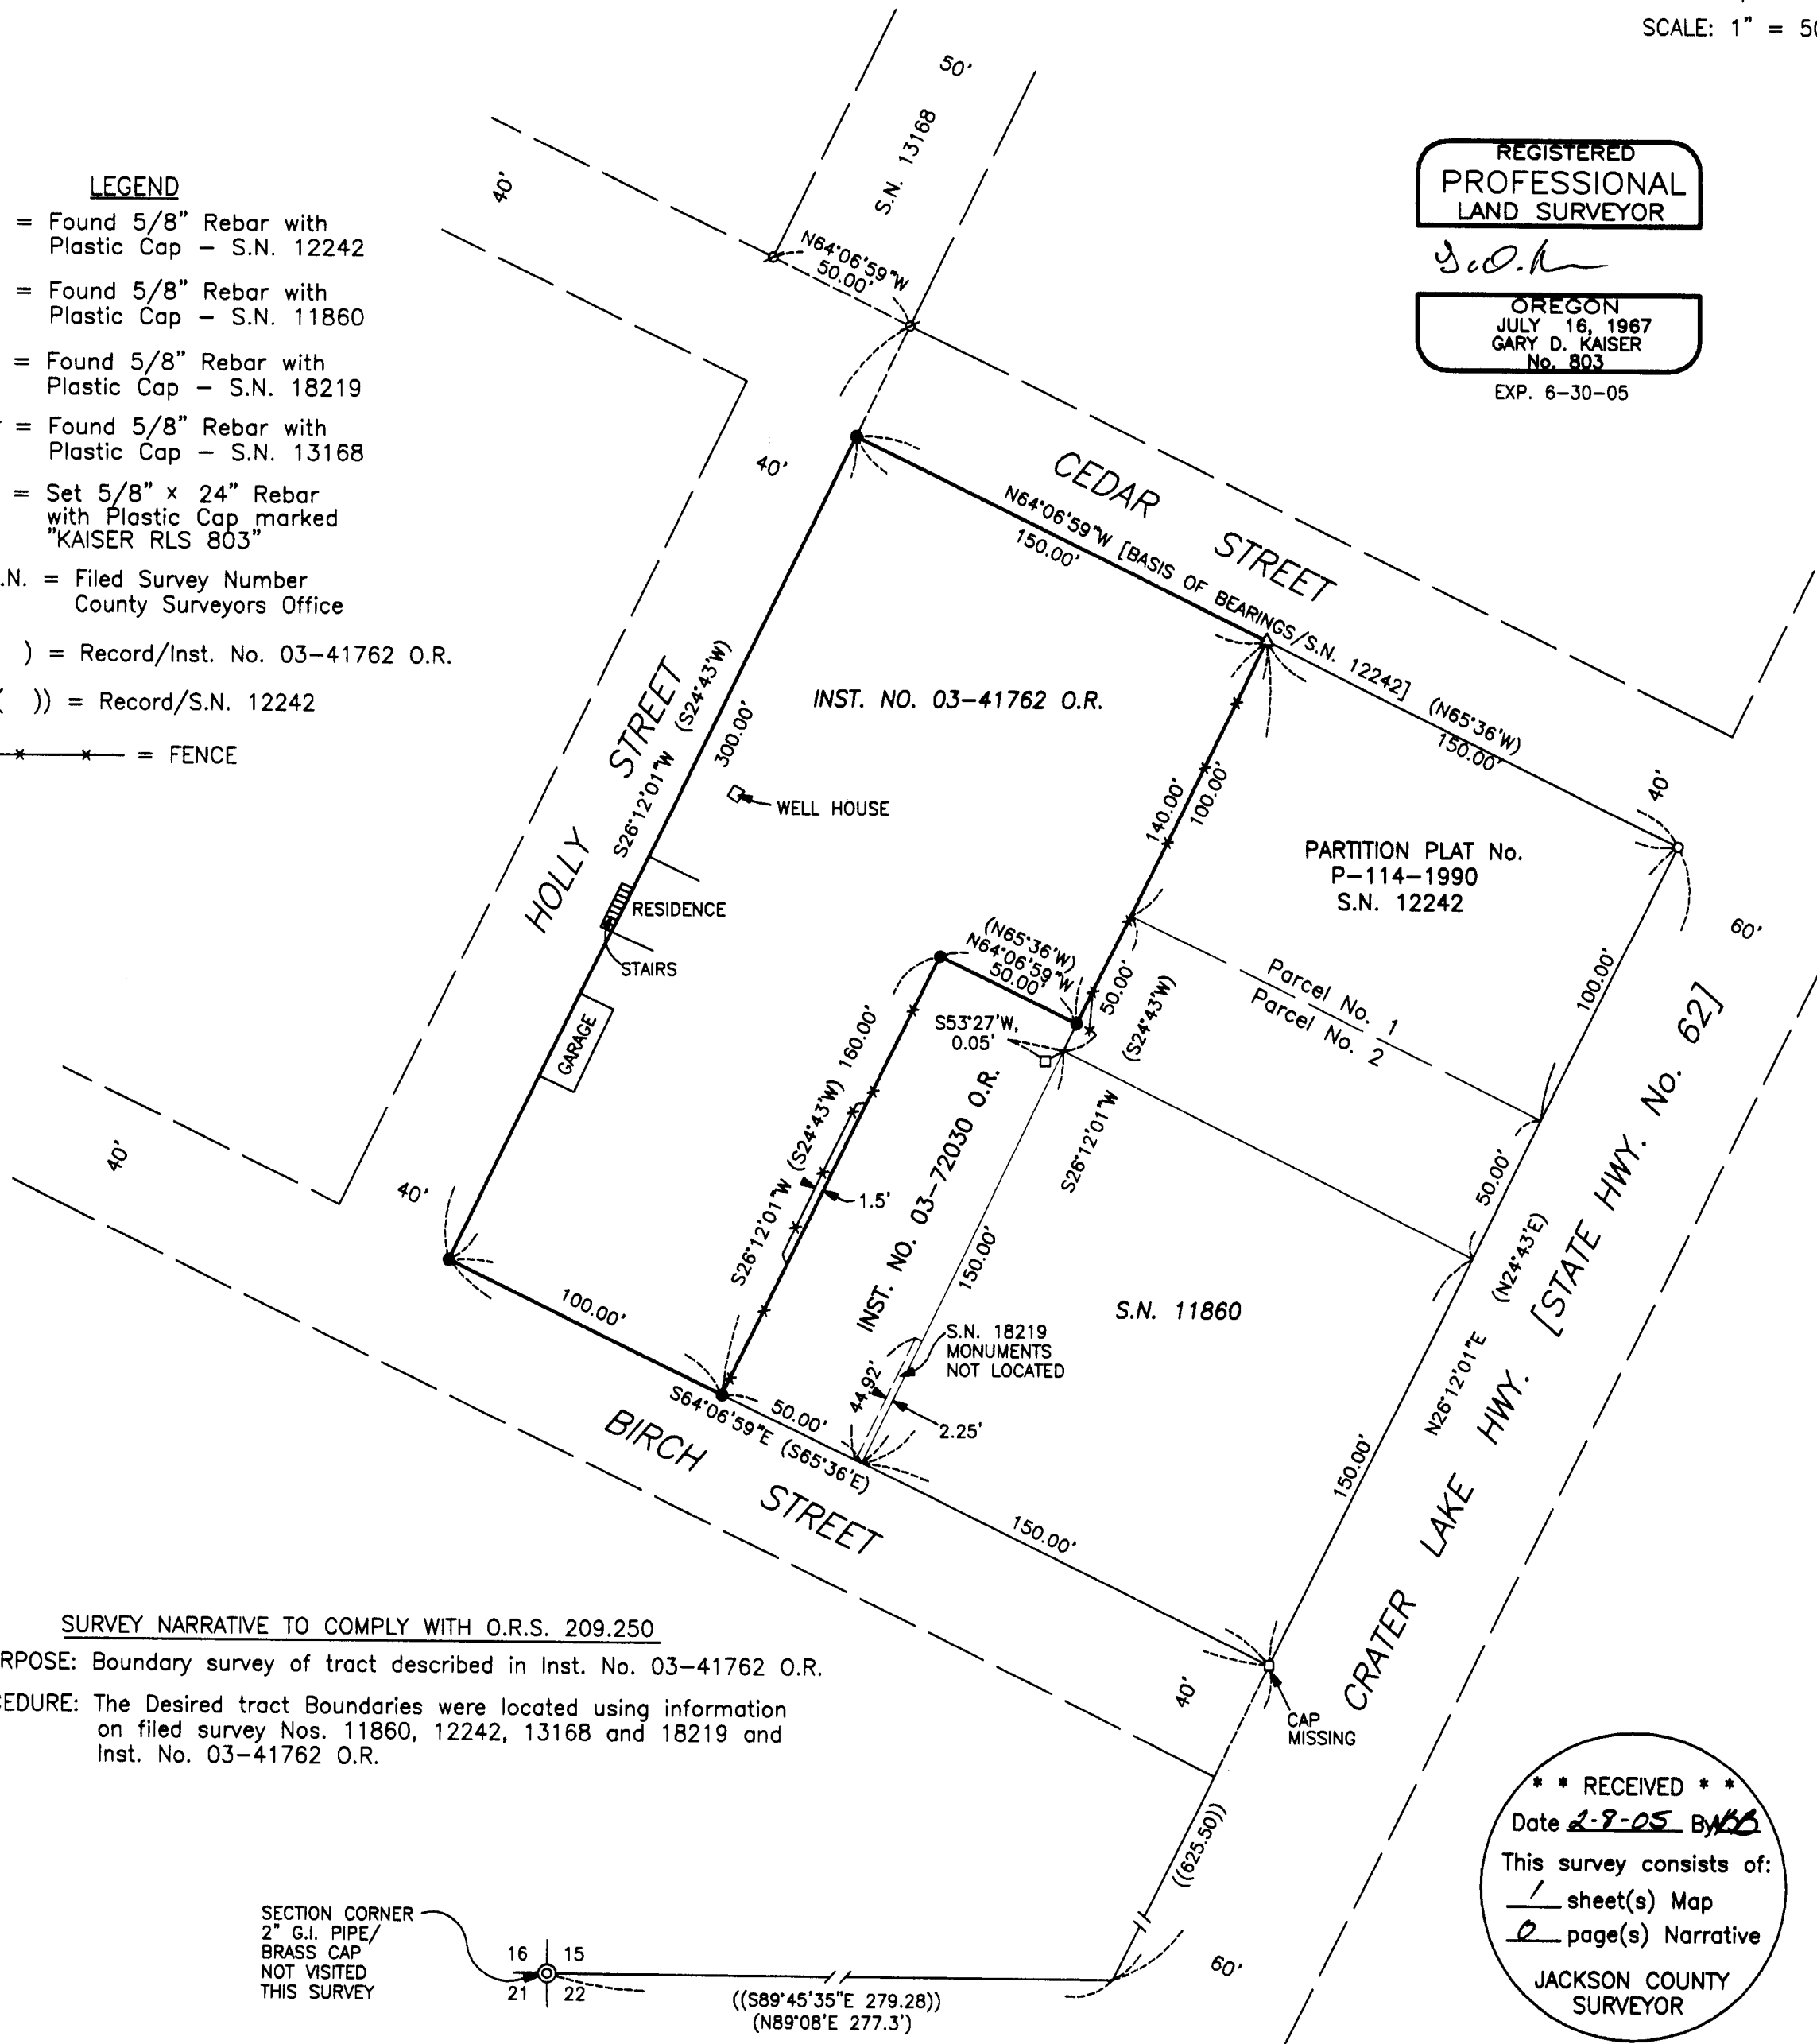 SCALE: 1" = 50
REGISTERED
PROFESSIONAL
LAND SURVEYOR
OREGON
JULY 16, 1967
GARY D. KAISER
No. 803
EXP. 6-30-05
LEGEND
= Found 5/8" Rebar with
Plastic Cap - S.N. 12242
= Found 5/8" Rebar with
Plastic Cap - S.N. 11860
= Found 5/8" Rebar with
Plastic Cap - S.N. 18219
= Found 5/8" Rebar with
Plastic Cap - S.N. 13168
= Set 5/8" x 24" Rebar
with Plastic Cap marked
"KAISER RLS 803"
.N. = Filed Survey Number
County Surveyors Office
) = Record/Inst. No. 03-41762 O.R.
( )) = Record/S.N. 12242
= FENCE
50'
S.N. 13168
40'
N64°06'59"W
50.00'
40'
CEDAR STREET
N64°06'59"W [BASIS OF BEARINGS/S.N. 12242]
150.00'
(N65°36'W)
150.00'
40'
HOLLY STREET
S26°12'01"W (S24°43'W)
300.00'
INST. NO. 03-41762 O.R.
WELL HOUSE
RESIDENCE
STAIRS
GARAGE
140.00'
100.00'
PARTITION PLAT No.
P-114-1990
S.N. 12242
60'
Parcel No. 1
Parcel No. 2
100.00'
(N65°36'W)
N64°06'59"W
50.00'
50.00'
(S24°43'W)
S26°12'01"W
S53°27'W,
0.05'
S26°12'01"W (S24°43'W) 160.00'
1.5'
INST. NO. 03-72030 O.R.
150.00'
S.N. 11860
50.00'
N26°12'01"E (N24°43'E)
150.00'
CRATER LAKE HWY. [STATE HWY. No. 62]
40'
40'
100.00'
S.N. 18219
MONUMENTS
NOT LOCATED
44.92'
2.25'
50.00'
S64°06'59"E (S65°36'E)
150.00'
BIRCH STREET
40'
CAP
MISSING
((625.50))
60'
SURVEY NARRATIVE TO COMPLY WITH O.R.S. 209.250
RPOSE: Boundary survey of tract described in Inst. No. 03-41762 O.R.
EDURE: The Desired tract Boundaries were located using information
on filed survey Nos. 11860, 12242, 13168 and 18219 and
Inst. No. 03-41762 O.R.
SECTION CORNER
2" G.I. PIPE/
BRASS CAP
NOT VISITED
THIS SURVEY
16 15
21 22
((S89°45'35"E 279.28))
(N89°08'E 277.3')
* * RECEIVED * *
Date 2-8-05 By
This survey consists of:
1 sheet(s) Map
0 page(s) Narrative
JACKSON COUNTY
SURVEYOR